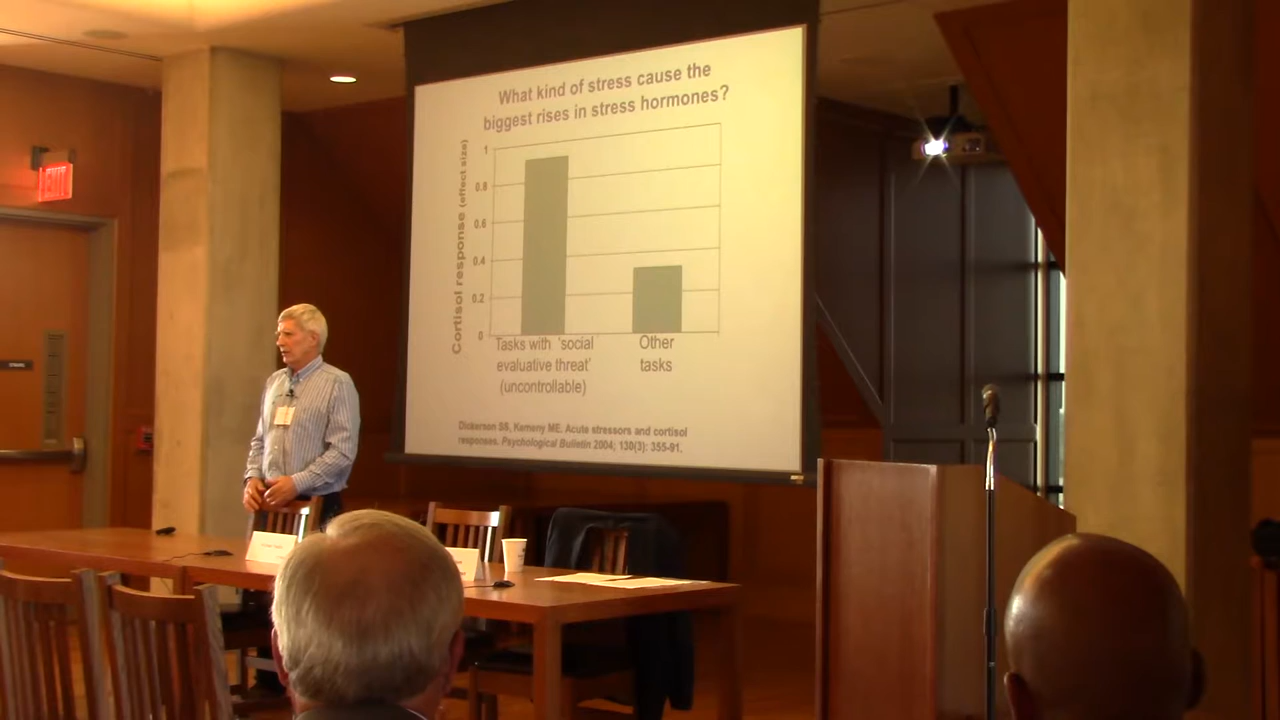 What kind of stress cause the
biggest rises in stress hormones?
Cortisol response (effect size)
1
0.8
0.6
0.4
0.2
0
Tasks with 'social
evaluative threat'
(uncontrollable)
Other
tasks
Dickerson SS, Kemeny ME. Acute stressors and cortisol
responses. Psychological Bulletin 2004; 130(3): 355-91.
EXIT